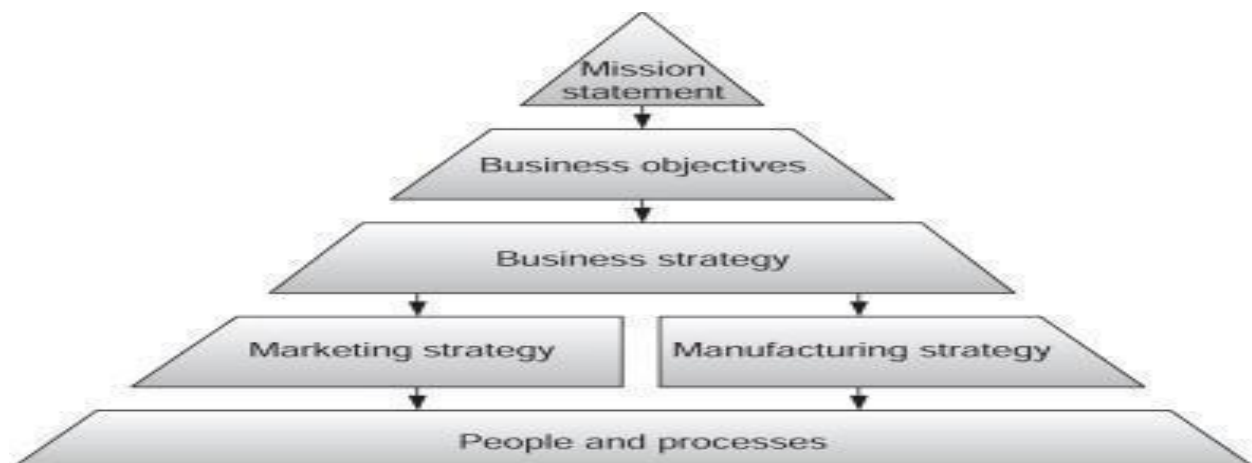 Mission
statement
Business objectives
Business strategy
Marketing strategy
Manufacturing strategy
People and processes